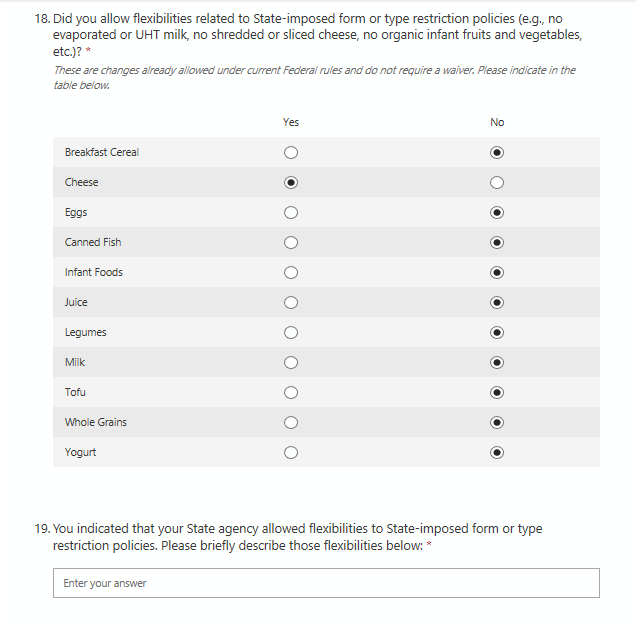 18. Did you allow flexibilities related to State-imposed form or type restriction policies (e.g., no
evaporated or UHT milk, no shredded or sliced cheese, no organic infant fruits and vegetables,
etc.)? *
These are changes already allowed under current Federal rules and do not require a waiver. Please indicate in the
table below.
Yes No
Breakfast Cereal
Cheese
Eggs
Canned Fish
Infant Foods
Juice
Legumes
Milk
Tofu
Whole Grains
Yogurt
19. You indicated that your State agency allowed flexibilities to State-imposed form or type
restriction policies. Please briefly describe those flexibilities below: *
Enter your answer